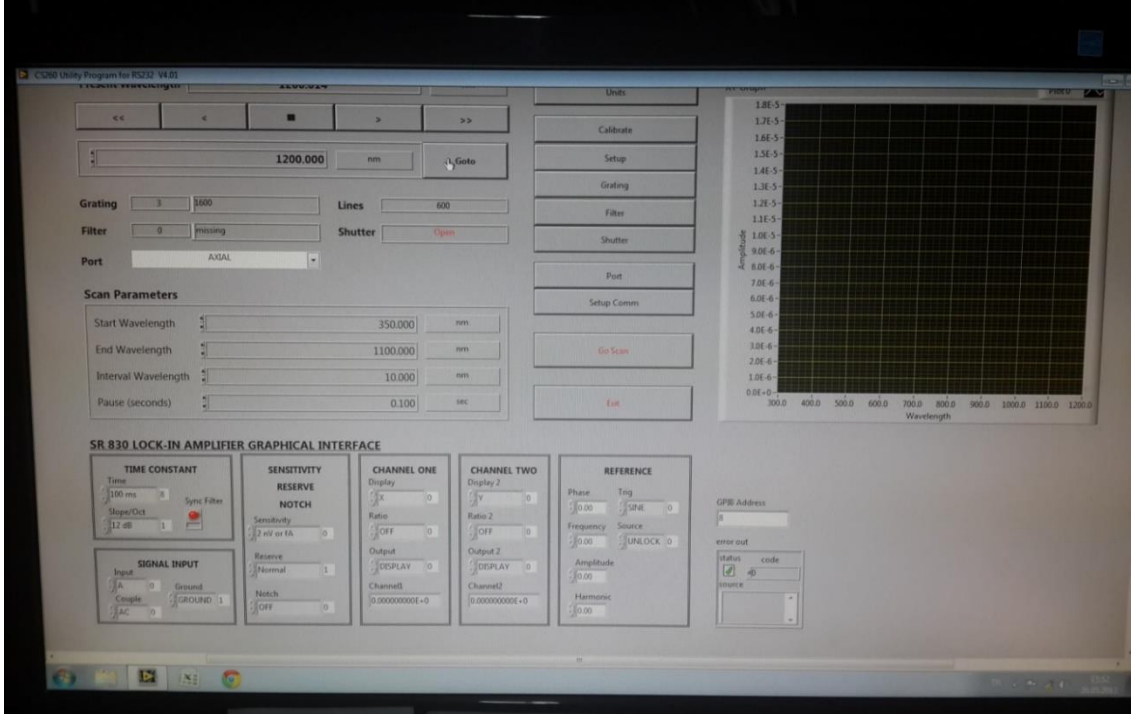 CS260 Utility Program for RS232 V4.01
Present Wavelength 1200.014
<< < > >>
1200.000 nm Goto
Grating 3 1600 Lines 600
Filter 0 missing Shutter Open
Port AXIAL
Scan Parameters
Start Wavelength 350.000 nm
End Wavelength 1100.000 nm
Interval Wavelength 10.000 nm
Pause (seconds) 0.100 sec
Units
Calibrate
Setup
Grating
Filter
Shutter
Port
Setup Comm
Go Scan
Exit
Graph
Plot 0
Amplitude
1.8E-5
1.7E-5
1.6E-5
1.5E-5
1.4E-5
1.3E-5
1.2E-5
1.1E-5
1.0E-5
9.0E-6
8.0E-6
7.0E-6
6.0E-6
5.0E-6
4.0E-6
3.0E-6
2.0E-6
1.0E-6
0.0E+0
300.0 400.0 500.0 600.0 700.0 800.0 900.0 1000.0 1100.0 1200.0
Wavelength
SR 830 LOCK-IN AMPLIFIER GRAPHICAL INTERFACE
TIME CONSTANT
Time
100 ms 8
Sync Filter
Slope/Oct
12 dB 1
SIGNAL INPUT
Input
A 0
Ground
GROUND 1
Couple
AC 0
SENSITIVITY
RESERVE
NOTCH
Sensitivity
2 nV or fA 0
Reserve
Normal 1
Notch
OFF 0
CHANNEL ONE
Display
X 0
Ratio
OFF 0
Output
DISPLAY 0
Channel1
0.000000000E+0
CHANNEL TWO
Display 2
Y 0
Ratio 2
OFF 0
Output 2
DISPLAY 0
Channel2
0.000000000E+0
REFERENCE
Phase Trig
0.00 SINE 0
Frequency Source
0.00 UNLOCK 0
Amplitude
0.00
Harmonic
0.00
GPIB Address
8
error out
status code
source